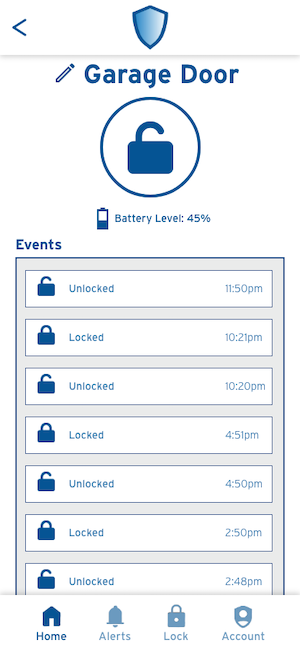 Garage Door
Battery Level: 45%
Events
Unlocked 11:50pm
Locked 10:21pm
Unlocked 10:20pm
Locked 4:51pm
Unlocked 4:50pm
Locked 2:50pm
Unlocked 2:48pm
Home Alerts Lock Account